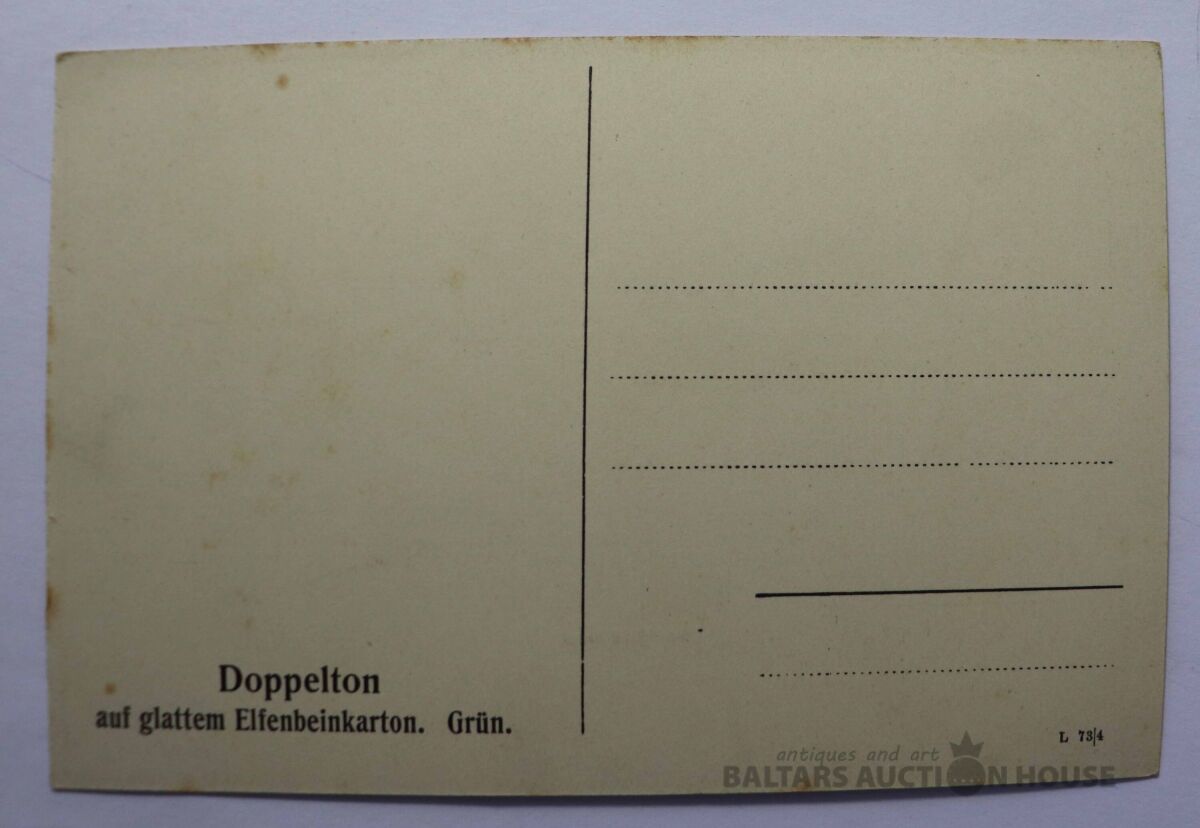 Doppelton
auf glattem Elfenbeinkarton. Grün.
L 73/4
antiques and art
BALTARS AUCTION HOUSE